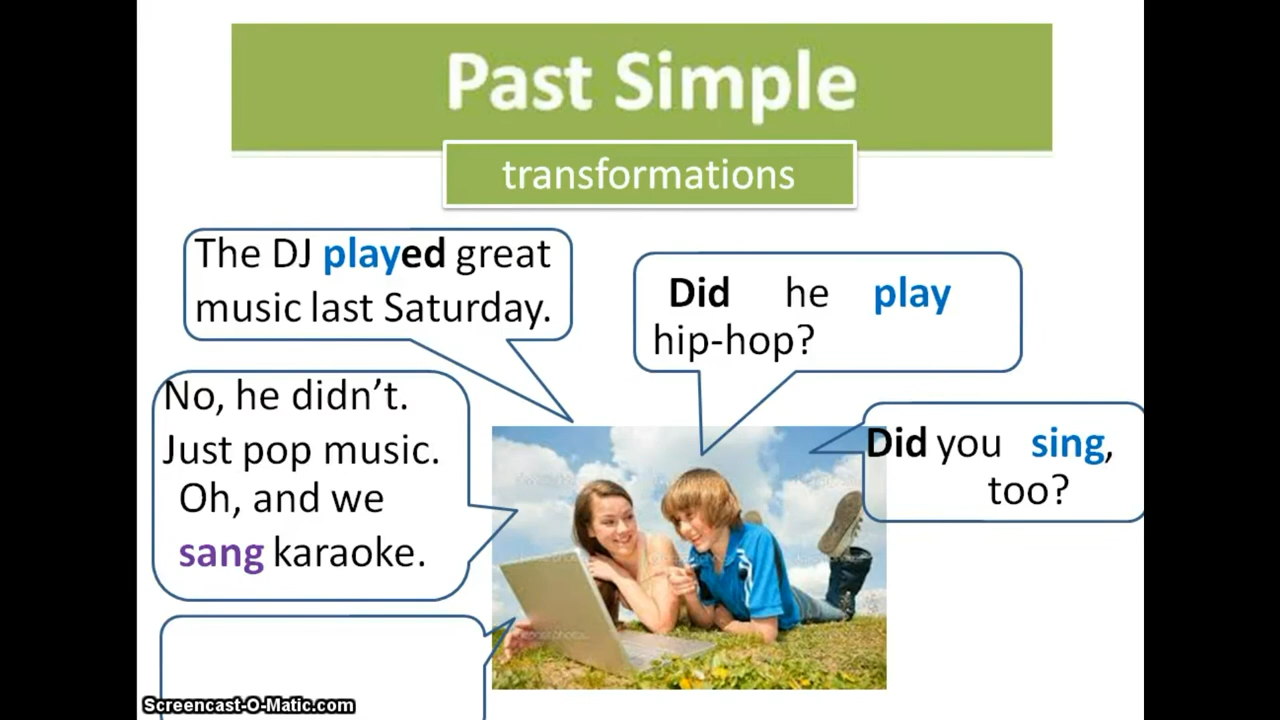 Past Simple
transformations
The DJ played great
music last Saturday.
Did he play
hip-hop?
No, he didn't.
Just pop music.
Oh, and we
sang karaoke.
Did you sing,
too?
Screencast-O-Matic.com